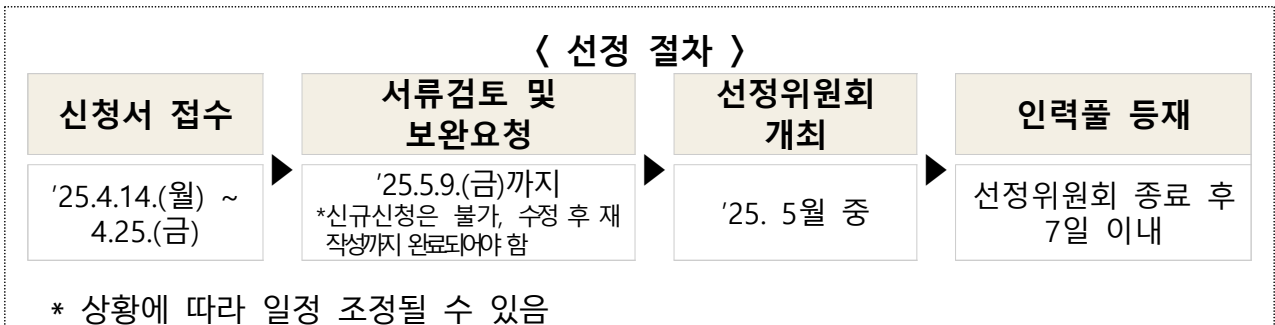 〈 선정 절차 〉
신청서 접수
서류검토 및
보완요청
선정위원회
개최
인력풀 등재
'25.4.14.(월) ~
4.25.(금)
'25.5.9.(금)까지
*신규신청은 불가, 수정 후 재
작성까지 완료되어야 함
'25. 5월 중
선정위원회 종료 후
7일 이내
* 상황에 따라 일정 조정될 수 있음